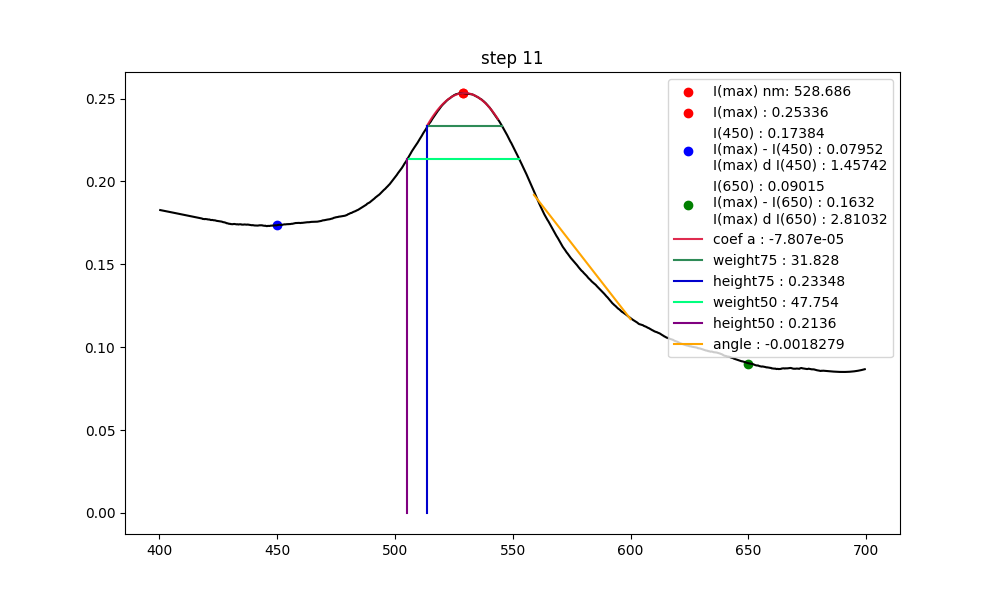 step 11
I(max) nm: 528.686
I(max) : 0.25336
I(450) : 0.17384
I(max) - I(450) : 0.07952
I(max) d I(450) : 1.45742
I(650) : 0.09015
I(max) - I(650) : 0.1632
I(max) d I(650) : 2.81032
coef a : -7.807e-05
weight75 : 31.828
height75 : 0.23348
weight50 : 47.754
height50 : 0.2136
angle : -0.0018279
0.25
0.20
0.15
0.10
0.05
0.00
400 450 500 550 600 650 700